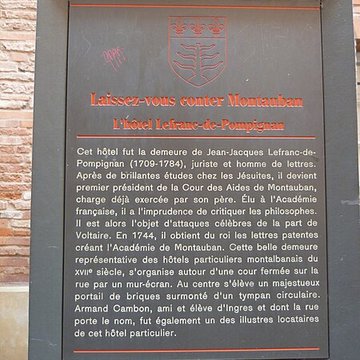 Laissez-vous conter Montauban
L'hôtel Lefranc-de-Pompignan
Cet hôtel fut la demeure de Jean-Jacques Lefranc-de-
Pompignan (1709-1784), juriste et homme de lettres.
Après de brillantes études chez les Jésuites, il devient
premier président de la Cour des Aides de Montauban,
charge déjà exercée par son père. Élu à l'Académie
française, il a l'imprudence de critiquer les philosophes.
Il est alors l'objet d'attaques célèbres de la part de
Voltaire. En 1744, il obtint du roi les lettres patentes
créant l'Académie de Montauban. Cette belle demeure
représentative des hôtels particuliers montalbanais du
XVIIe siècle, s'organise autour d'une cour fermée sur la
rue par un mur-écran. Au centre s'élève un majestueux
portail de briques surmonté d'un tympan circulaire.
Armand Cambon, ami et élève d'Ingres et dont la rue
porte le nom, fut également un des illustres locataires
de cet hôtel particulier.